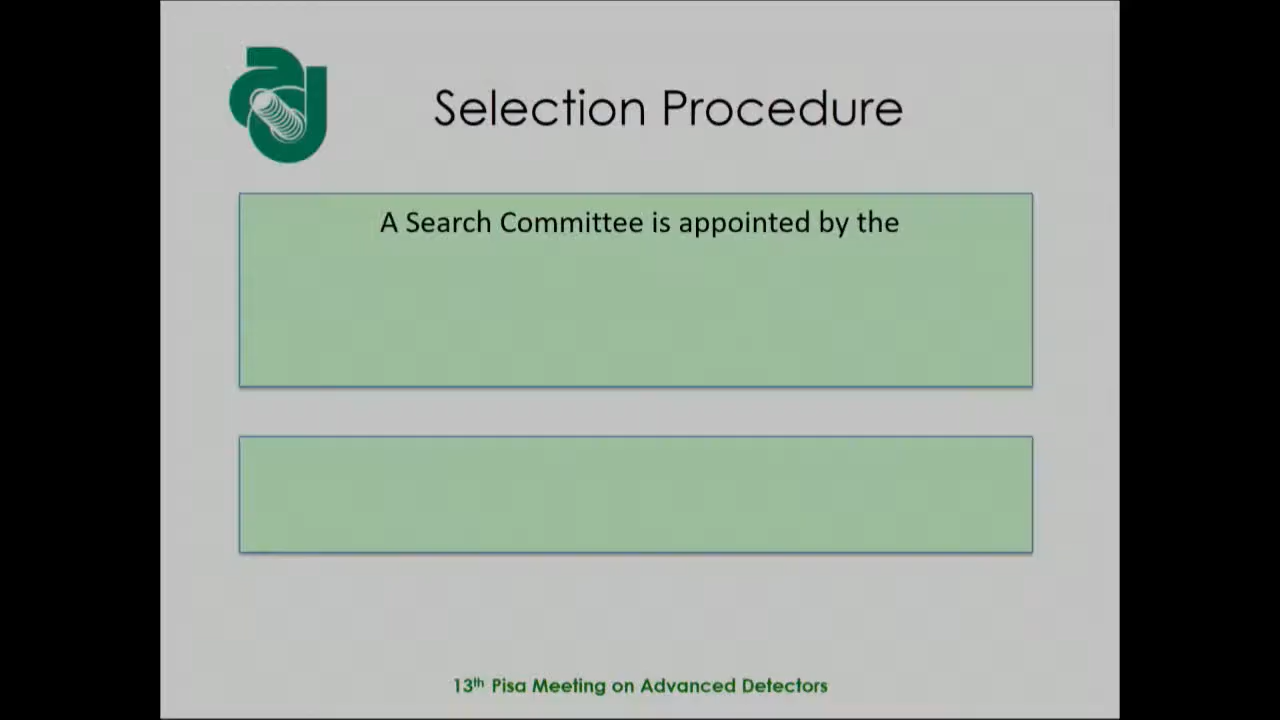 Selection Procedure
A Search Committee is appointed by the
13th Pisa Meeting on Advanced Detectors